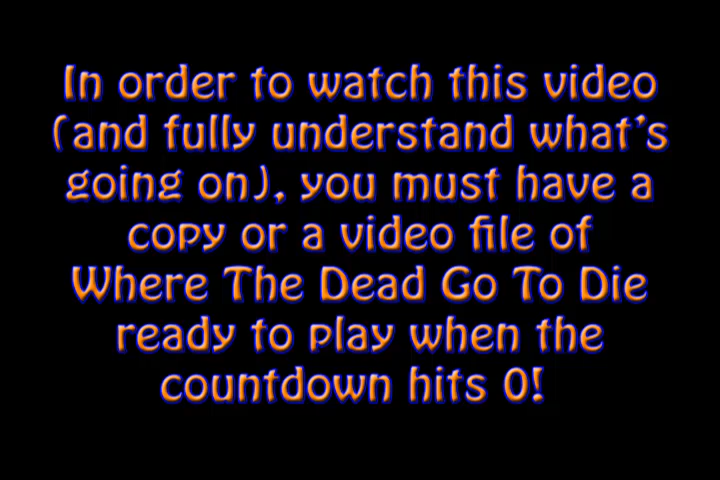 In order to watch this video
(and fully understand what's
going on), you must have a
copy or a video file of
Where The Dead Go To Die
ready to play when the
countdown hits 0!